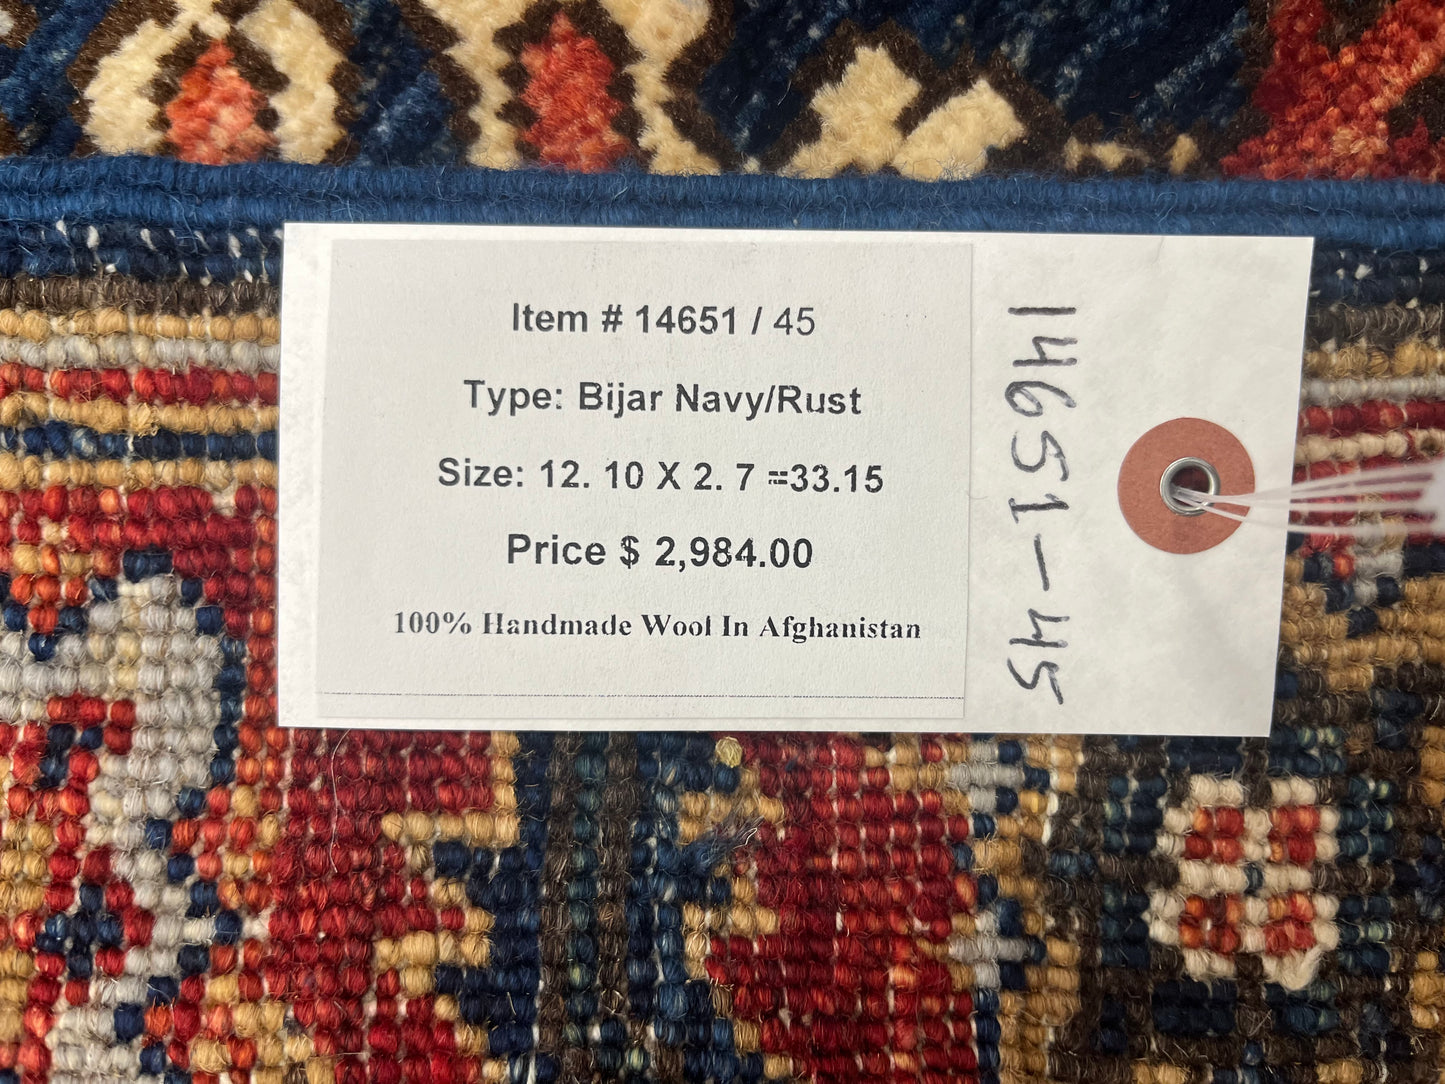 Item # 14651 / 45
Type: Bijar Navy/Rust
Size: 12. 10 X 2. 7 =33.15
Price $ 2,984.00
100% Handmade Wool In Afghanistan
14651-45